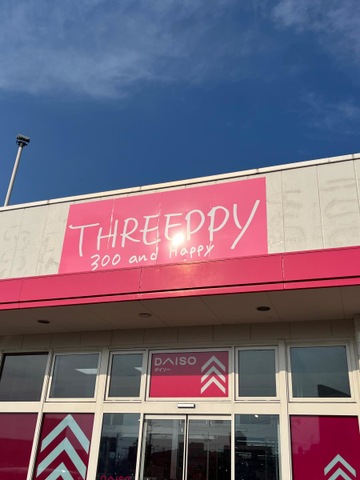 THREEPPY
300 and Happy
DAISO
ダイソー